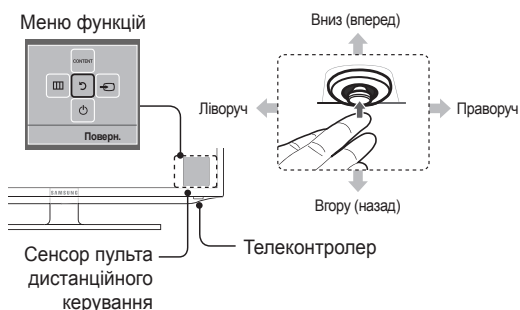 Меню функцій
CONTENT
Поверн.
Вниз (вперед)
Ліворуч
Праворуч
Вгору (назад)
SAMSUNG
Телеконтролер
Сенсор пульта
дистанційного
керування